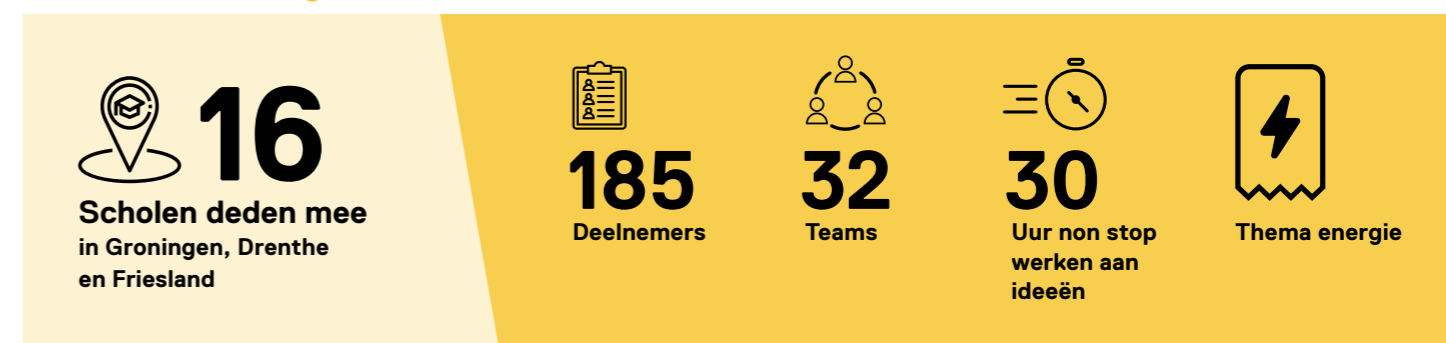 16
Scholen deden mee
in Groningen, Drenthe
en Friesland
185
Deelnemers
32
Teams
30
Uur non stop
werken aan
ideeën
Thema energie